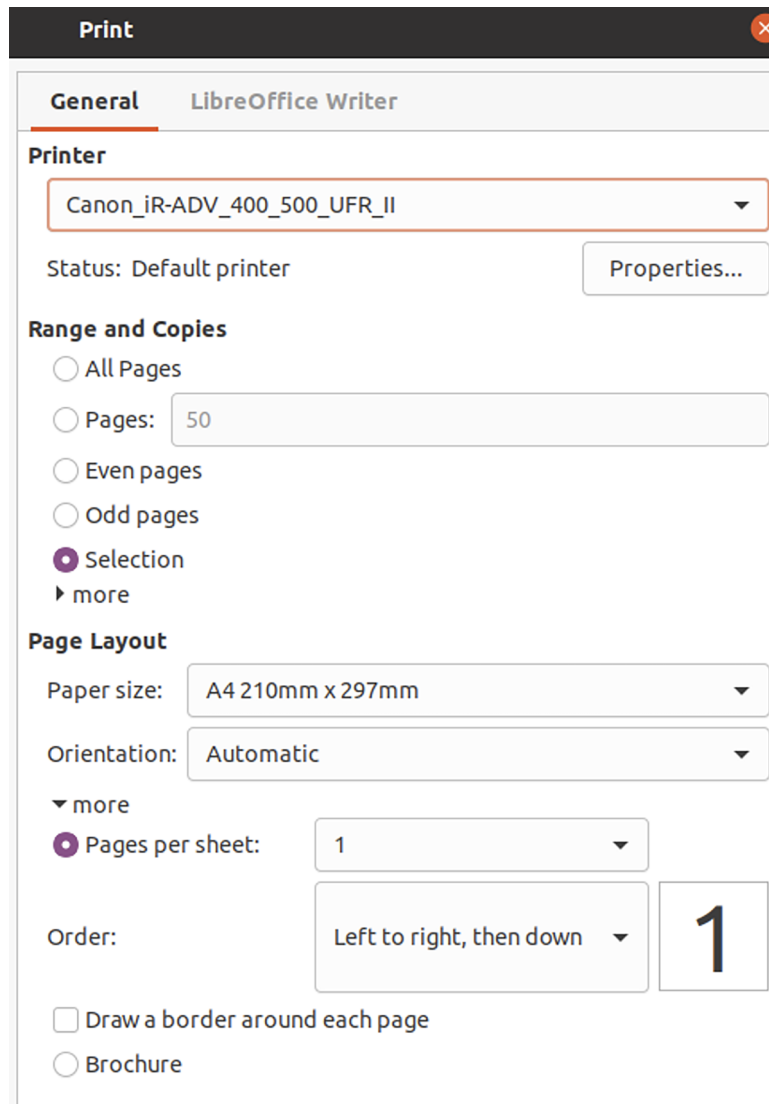 Print
General LibreOffice Writer
Printer
Canon_iR-ADV_400_500_UFR_II
Status: Default printer Properties...
Range and Copies
All Pages
Pages: 50
Even pages
Odd pages
Selection
more
Page Layout
Paper size: A4 210mm x 297mm
Orientation: Automatic
more
Pages per sheet: 1
Order: Left to right, then down 1
Draw a border around each page
Brochure